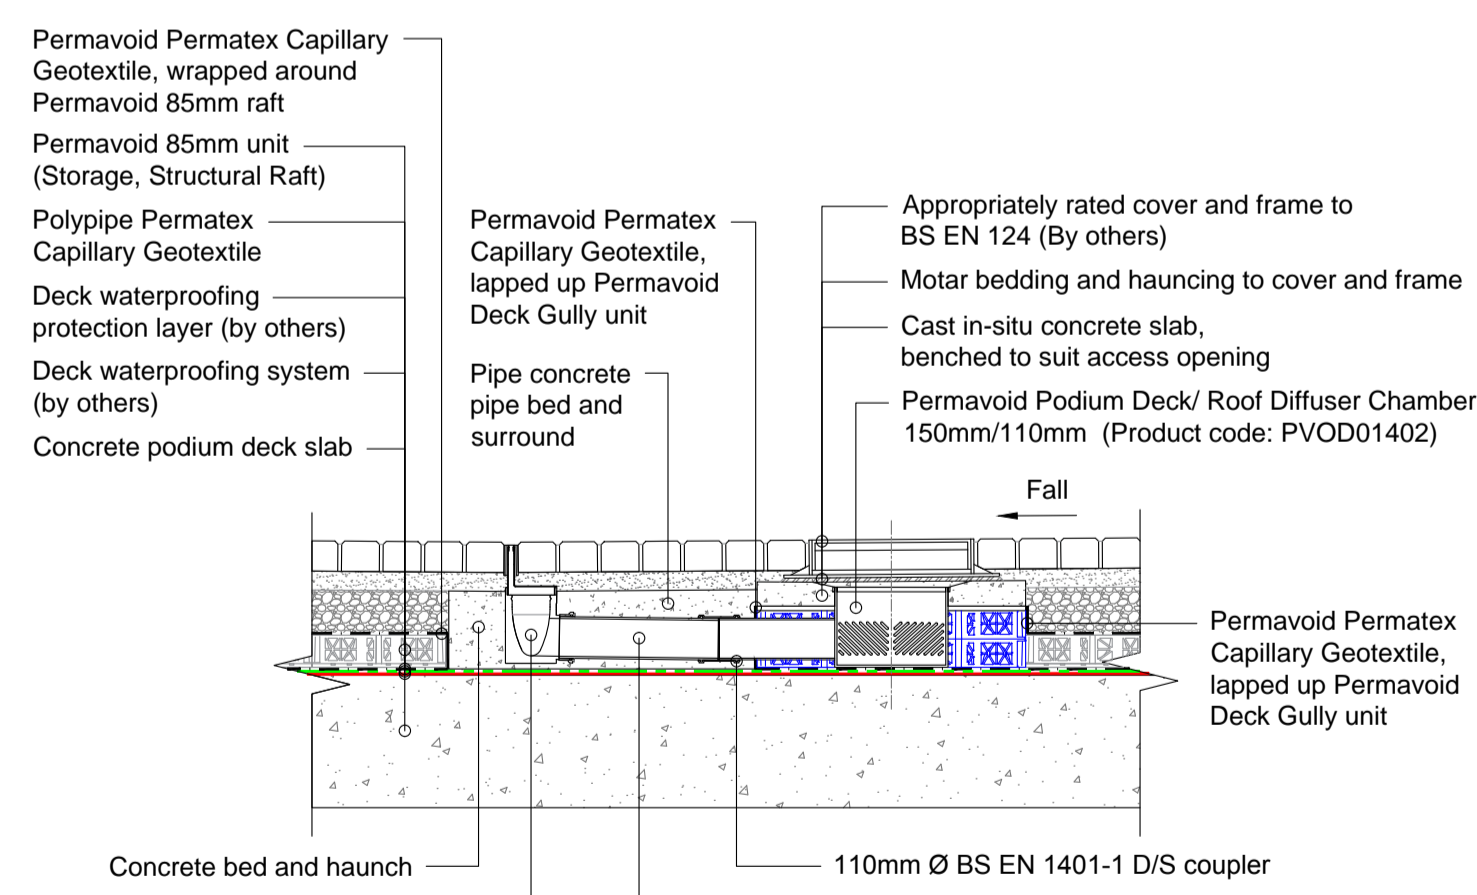 Permavoid Permatex Capillary
Geotextile, wrapped around
Permavoid 85mm raft
Permavoid 85mm unit
(Storage, Structural Raft)
Polypipe Permatex
Capillary Geotextile
Deck waterproofing
protection layer (by others)
Deck waterproofing system
(by others)
Concrete podium deck slab
Permavoid Permatex
Capillary Geotextile,
lapped up Permavoid
Deck Gully unit
Pipe concrete
pipe bed and
surround
Appropriately rated cover and frame to
BS EN 124 (By others)
Motar bedding and hauncing to cover and frame
Cast in-situ concrete slab,
benched to suit access opening
Permavoid Podium Deck/ Roof Diffuser Chamber
150mm/110mm (Product code: PVOD01402)
Fall
Permavoid Permatex
Capillary Geotextile,
lapped up Permavoid
Deck Gully unit
Concrete bed and haunch
110mm Ø BS EN 1401-1 D/S coupler